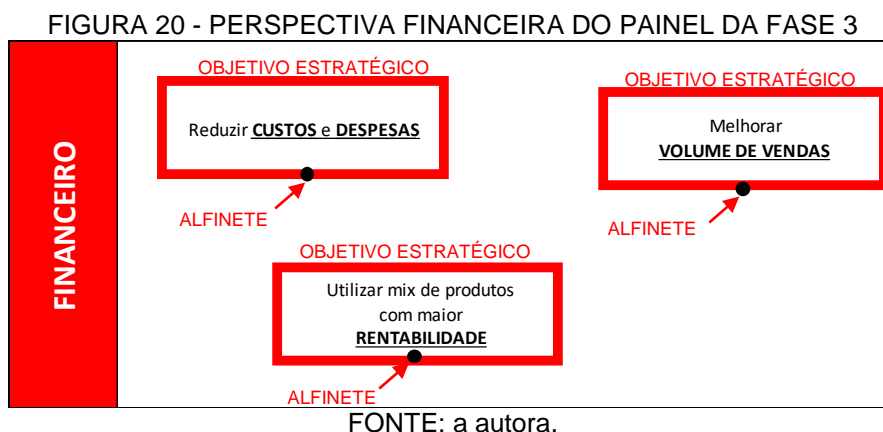 FIGURA 20 - PERSPECTIVA FINANCEIRA DO PAINEL DA FASE 3
FINANCEIRO
OBJETIVO ESTRATÉGICO
Reduzir CUSTOS e DESPESAS
ALFINETE
OBJETIVO ESTRATÉGICO
Melhorar
VOLUME DE VENDAS
ALFINETE
OBJETIVO ESTRATÉGICO
Utilizar mix de produtos
com maior
RENTABILIDADE
ALFINETE
FONTE: a autora.